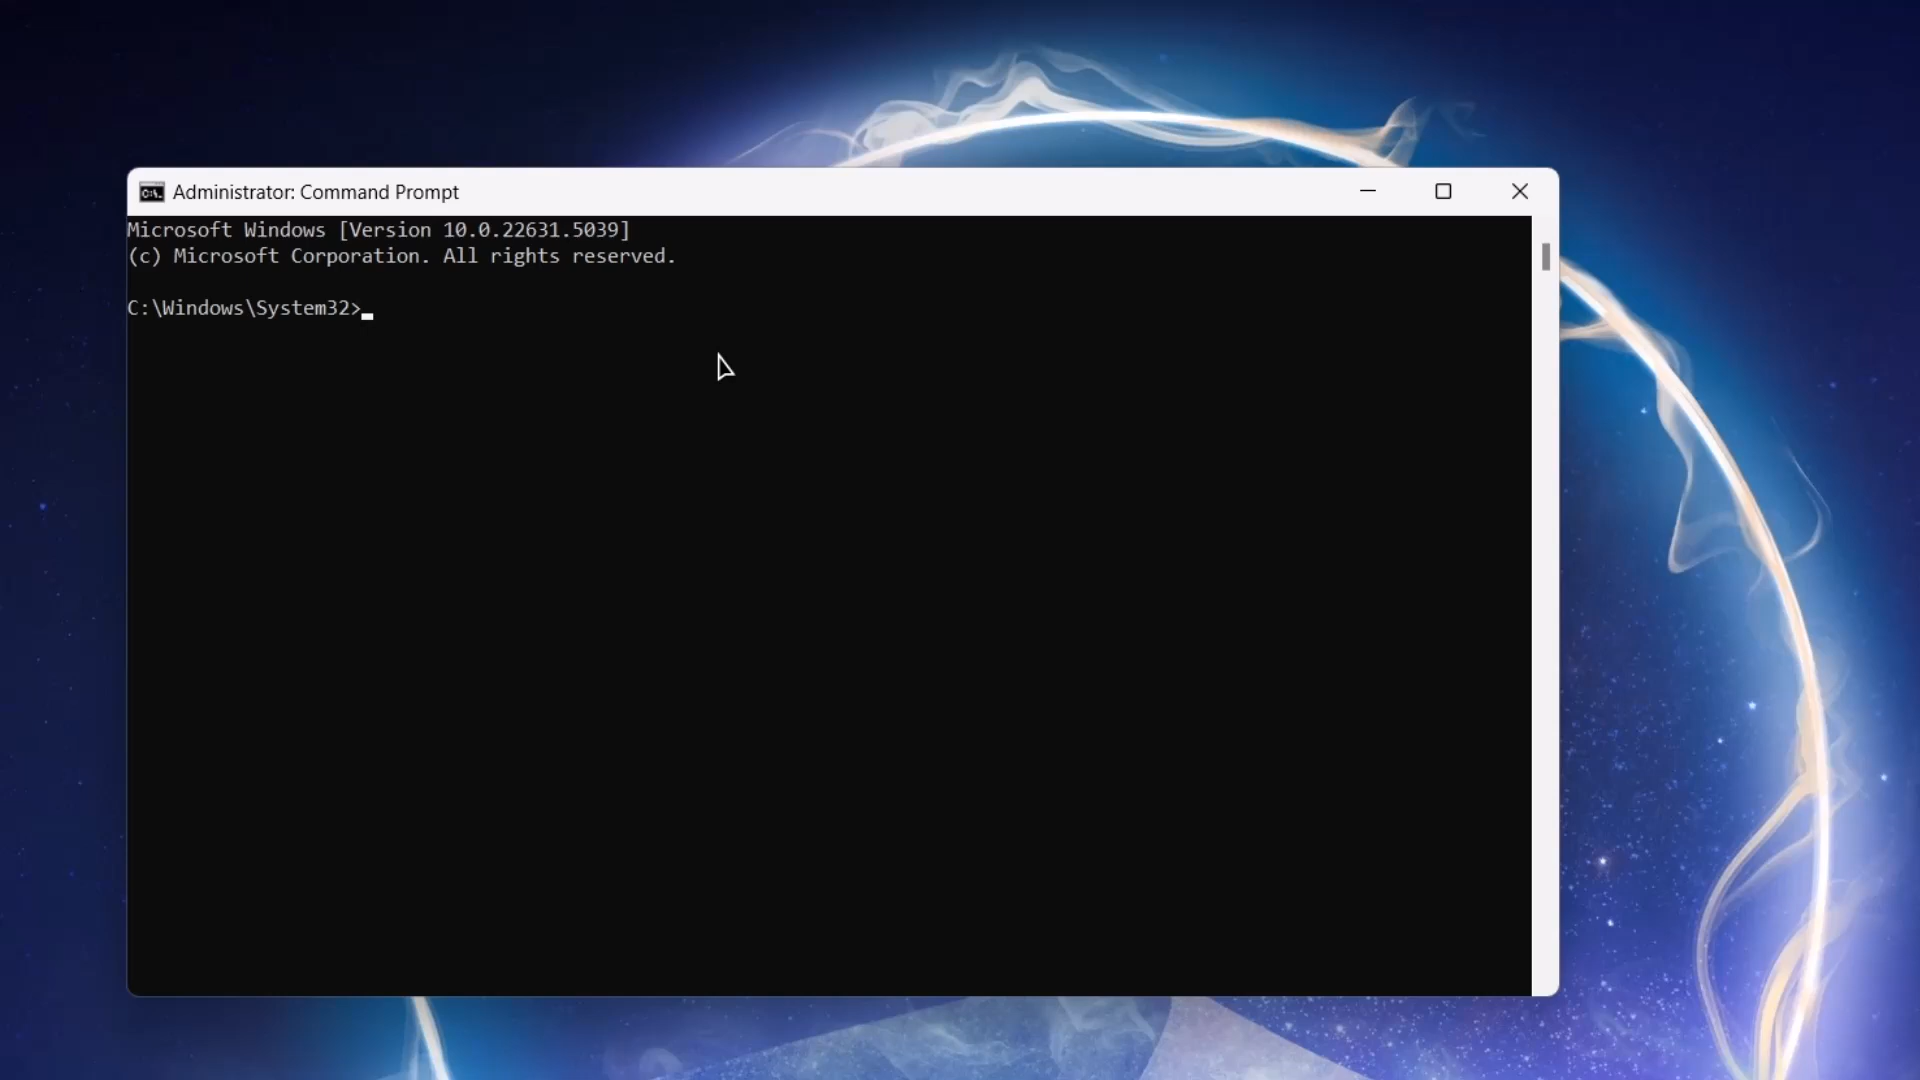 Administrator: Command Prompt
Microsoft Windows [Version 10.0.22631.5039]
(c) Microsoft Corporation. All rights reserved.
C:\Windows\System32>